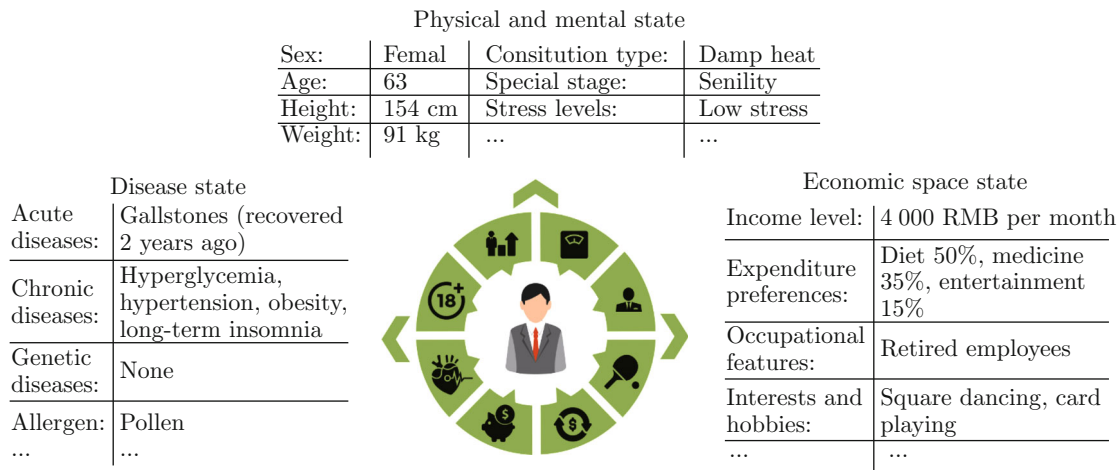 Physical and mental state
Sex: Femal Consitution type: Damp heat
Age: 63 Special stage: Senility
Height: 154 cm Stress levels: Low stress
Weight: 91 kg ... ...
Disease state
Acute diseases: Gallstones (recovered
2 years ago)
Chronic diseases: Hyperglycemia,
hypertension, obesity,
long-term insomnia
Genetic diseases: None
Allergen: Pollen
... ...
18+
$
$
Economic space state
Income level: 4 000 RMB per month
Expenditure preferences: Diet 50%, medicine
35%, entertainment
15%
Occupational features: Retired employees
Interests and hobbies: Square dancing, card
playing
... ...